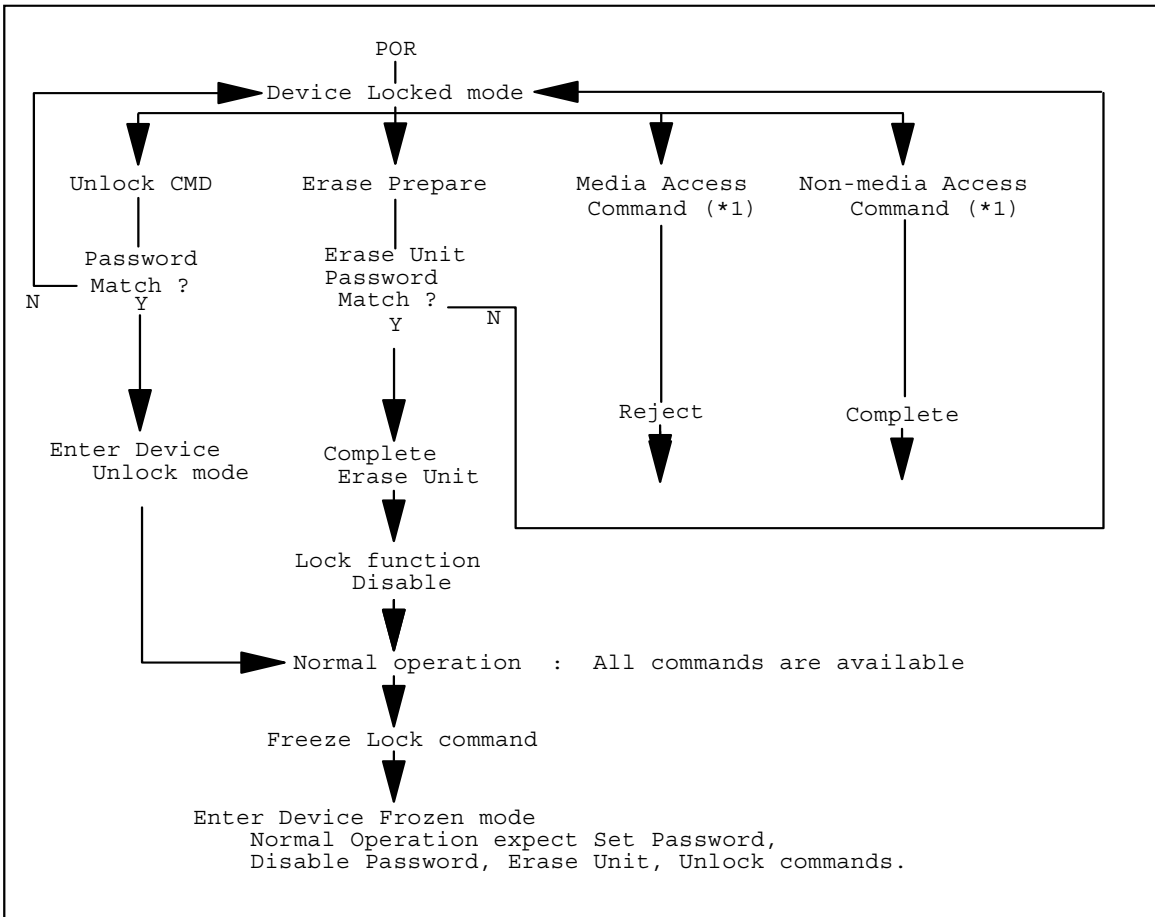 POR
Device Locked mode
Unlock CMD
Erase Prepare
Media Access
Command (*1)
Non-media Access
Command (*1)
Password
Match ?
N
Y
Erase Unit
Password
Match ?
N
Y
Reject
Complete
Enter Device
Unlock mode
Complete
Erase Unit
Lock function
Disable
Normal operation : All commands are available
Freeze Lock command
Enter Device Frozen mode
Normal Operation expect Set Password,
Disable Password, Erase Unit, Unlock commands.